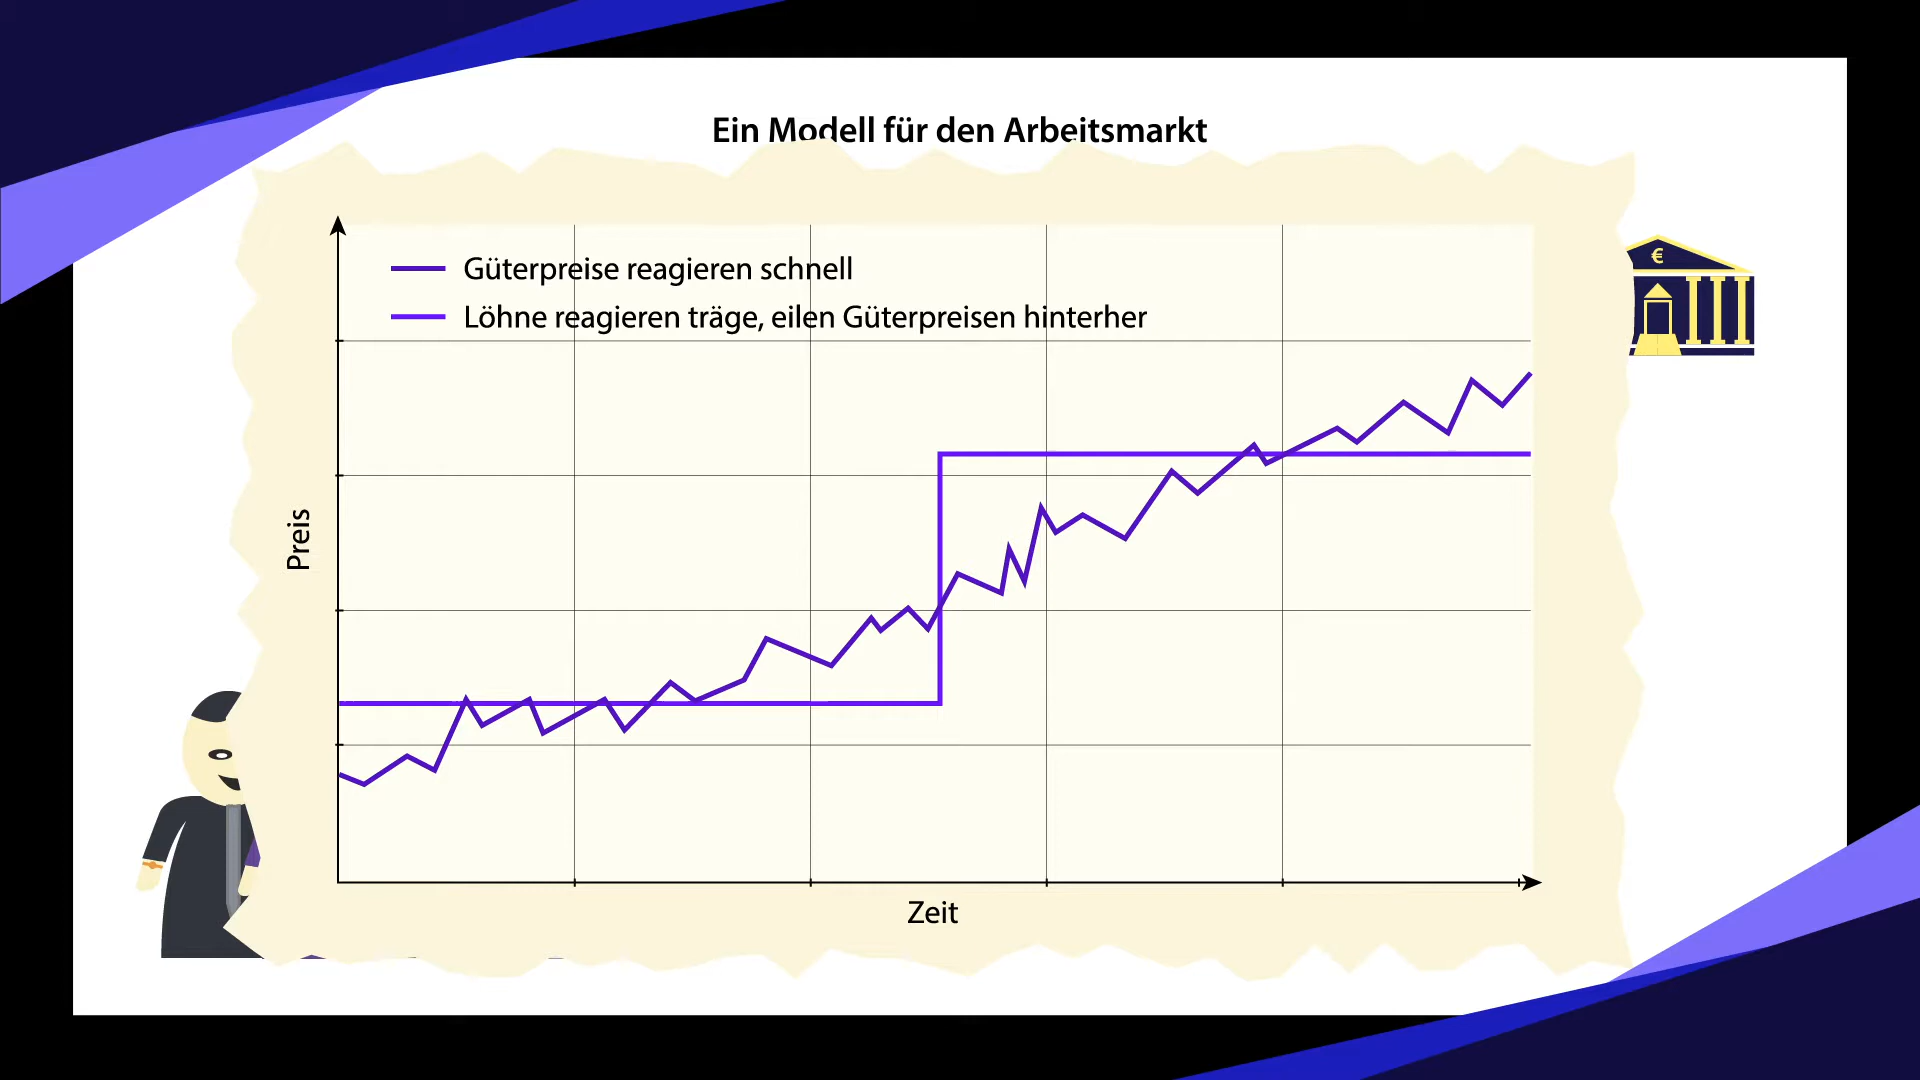 Ein Modell für den Arbeitsmarkt
€
Güterpreise reagieren schnell
Löhne reagieren träge, eilen Güterpreisen hinterher
Preis
Zeit